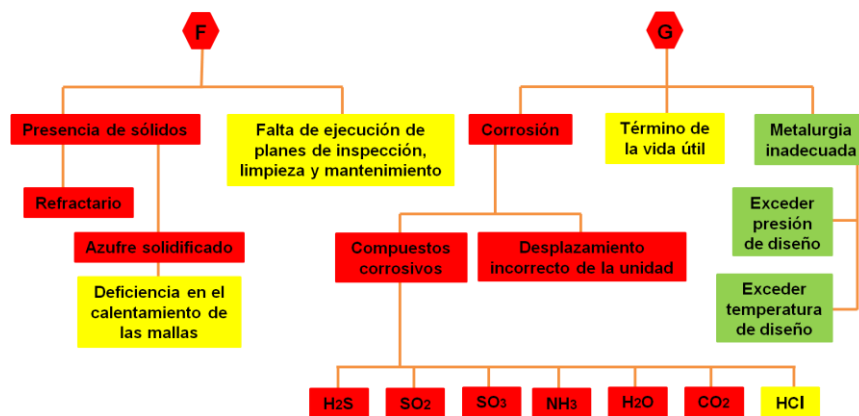 F
G
Presencia de sólidos
Falta de ejecución de
planes de inspección,
limpieza y mantenimiento
Corrosión
Término de
la vida útil
Metalurgia
inadecuada
Refractario
Exceder
presión
de diseño
Azufre solidificado
Compuestos
corrosivos
Desplazamiento
incorrecto de la unidad
Deficiencia en el
calentamiento de
las mallas
Exceder
temperatura
de diseño
H2S
SO2
SO3
NH3
H2O
CO2
HCl